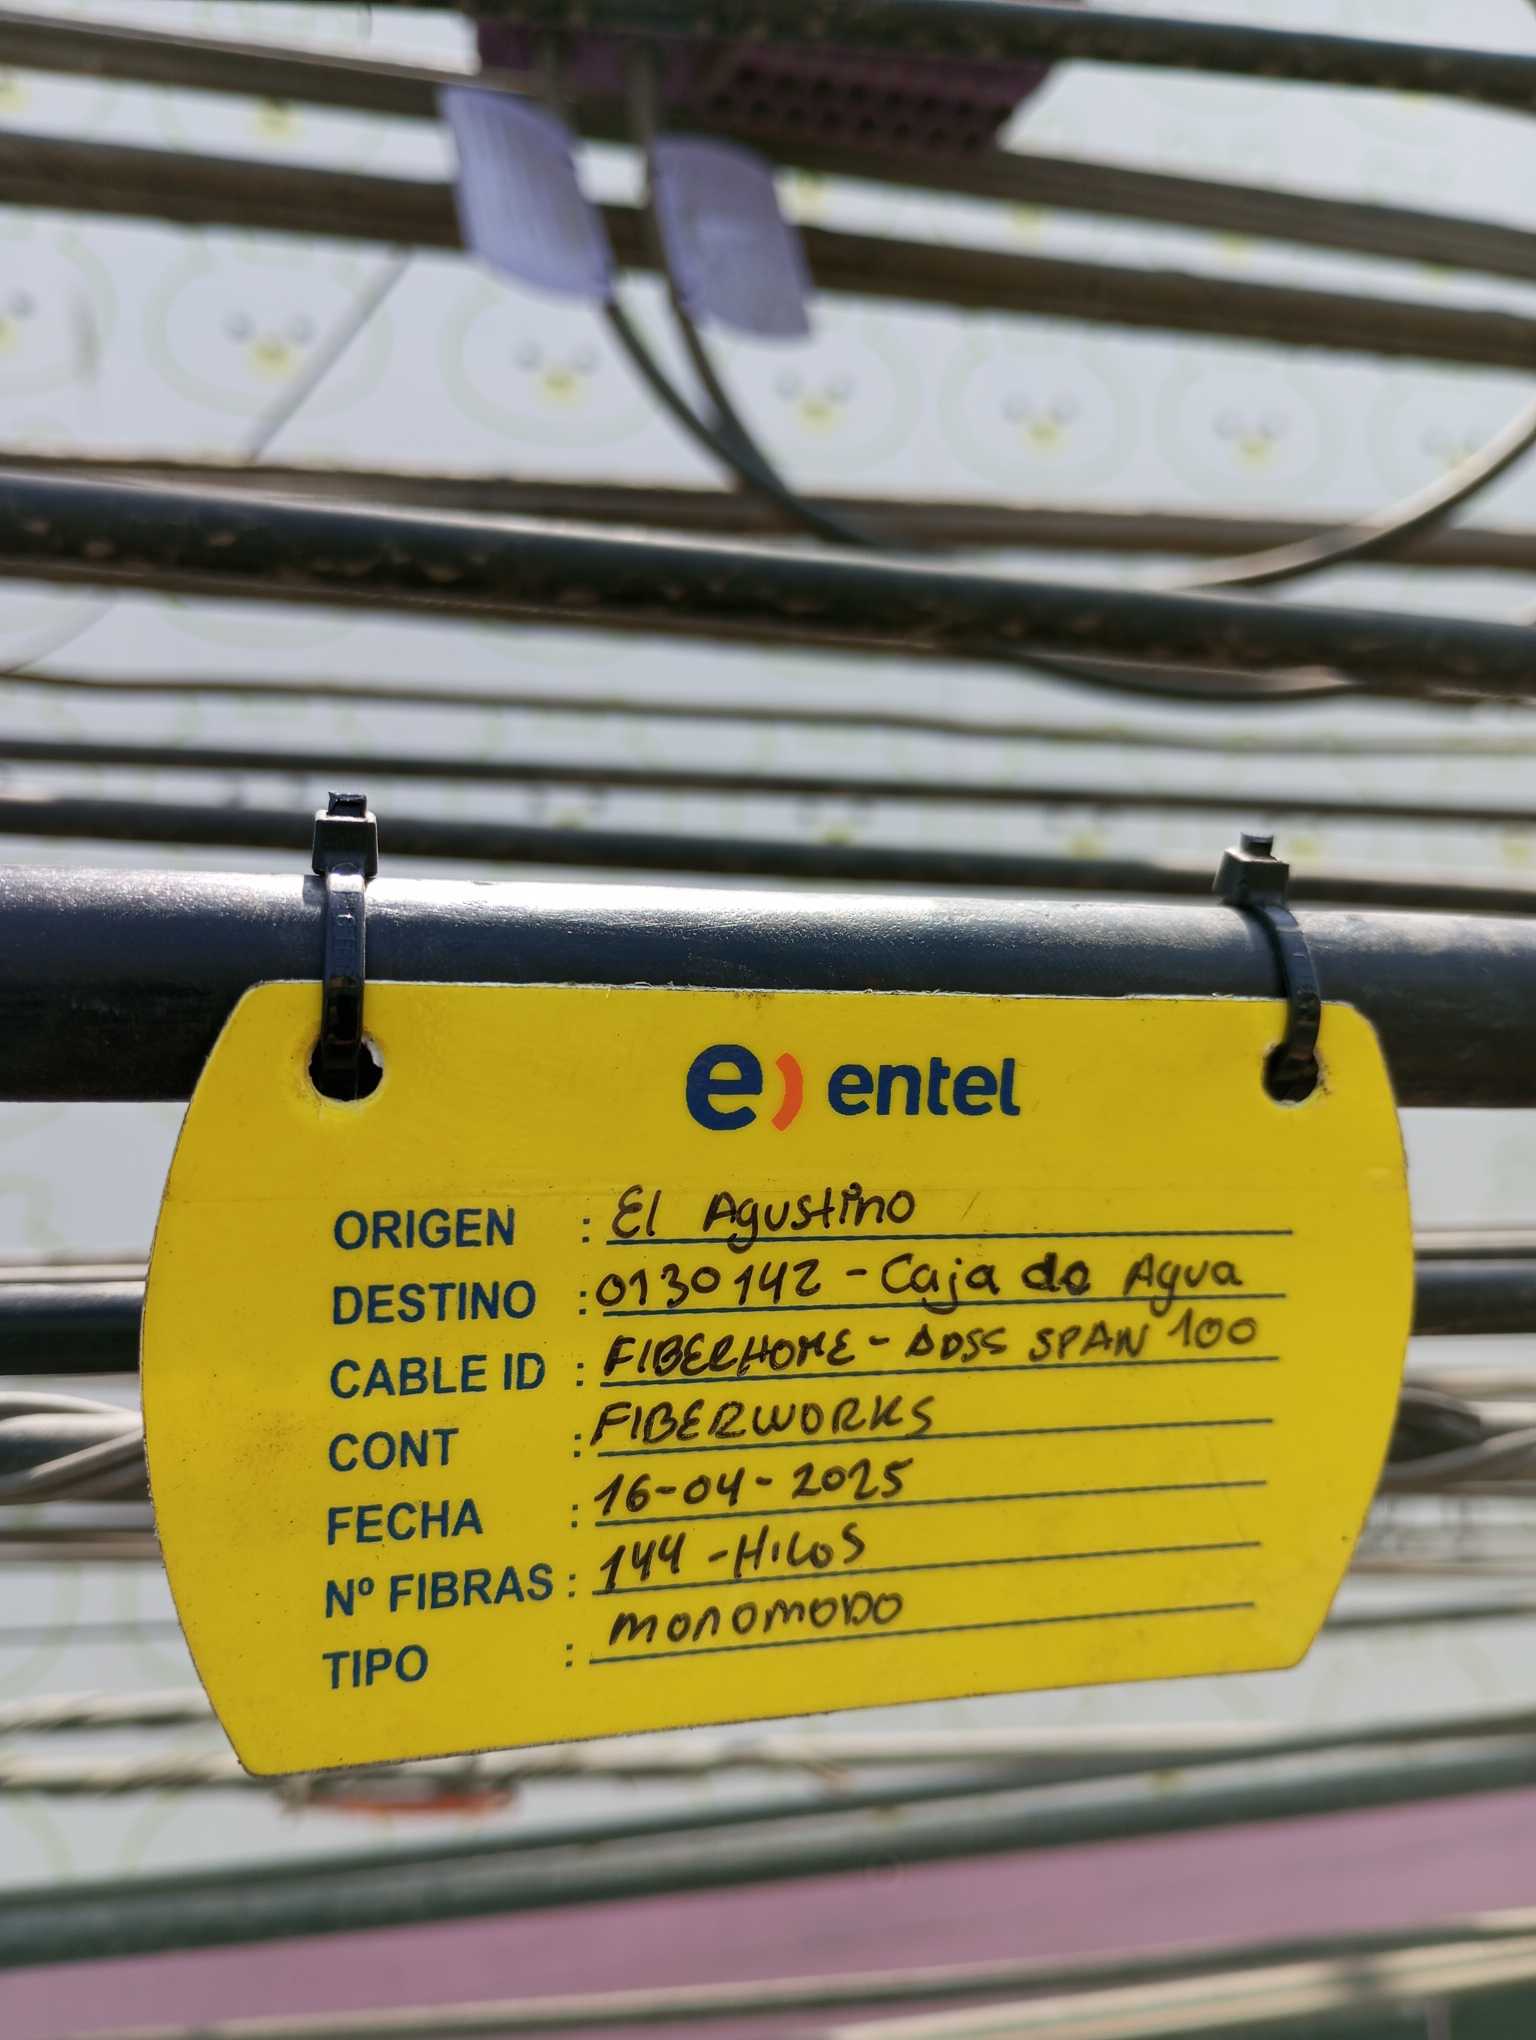 e) entel
ORIGEN : El Agustino
DESTINO : 0130142 - Caja de Agua
CABLE ID : FIBERHOME - ADSS SPAN 100
CONT : FIBERWORKS
FECHA : 16-04-2025
Nº FIBRAS : 144 - HILOS
TIPO : MONOMODO